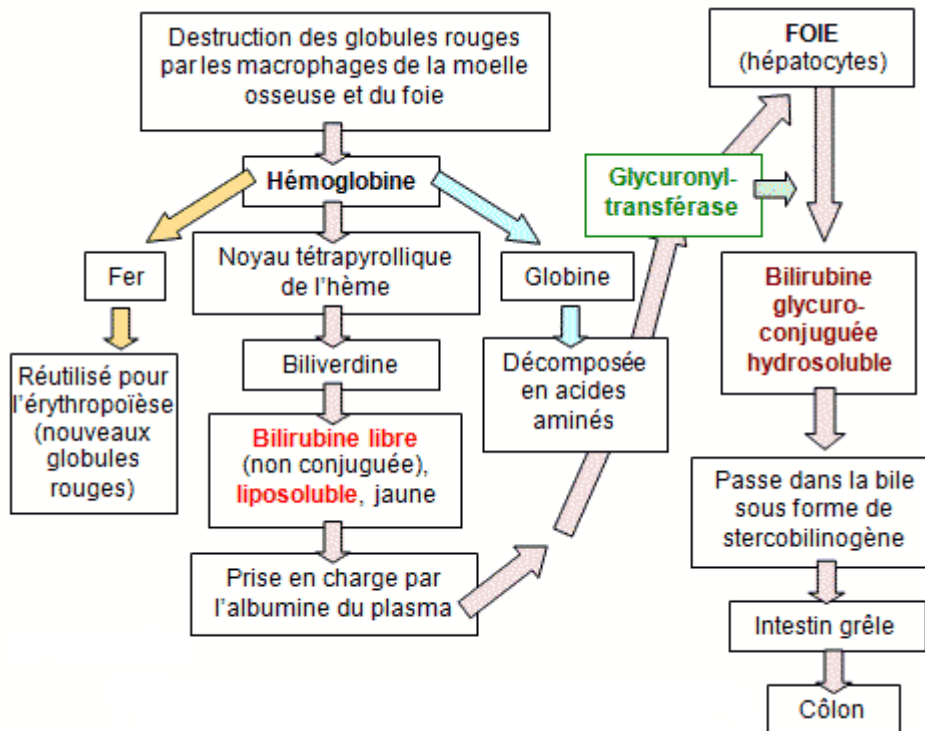 Destruction des globules rouges
par les macrophages de la moelle
osseuse et du foie
Hémoglobine
Fer
Réutilisé pour
l'érythropoïèse
(nouveaux
globules
rouges)
Noyau tétrapyrollique
de l'hème
Biliverdine
Bilirubine libre
(non conjuguée),
liposoluble, jaune
Prise en charge par
l'albumine du plasma
Globine
Décomposée
en acides
aminés
Glycuronyl-
transférase
FOIE
(hépatocytes)
Bilirubine
glycuro-
conjuguée
hydrosoluble
Passe dans la bile
sous forme de
stercobilinogène
Intestin grêle
Côlon